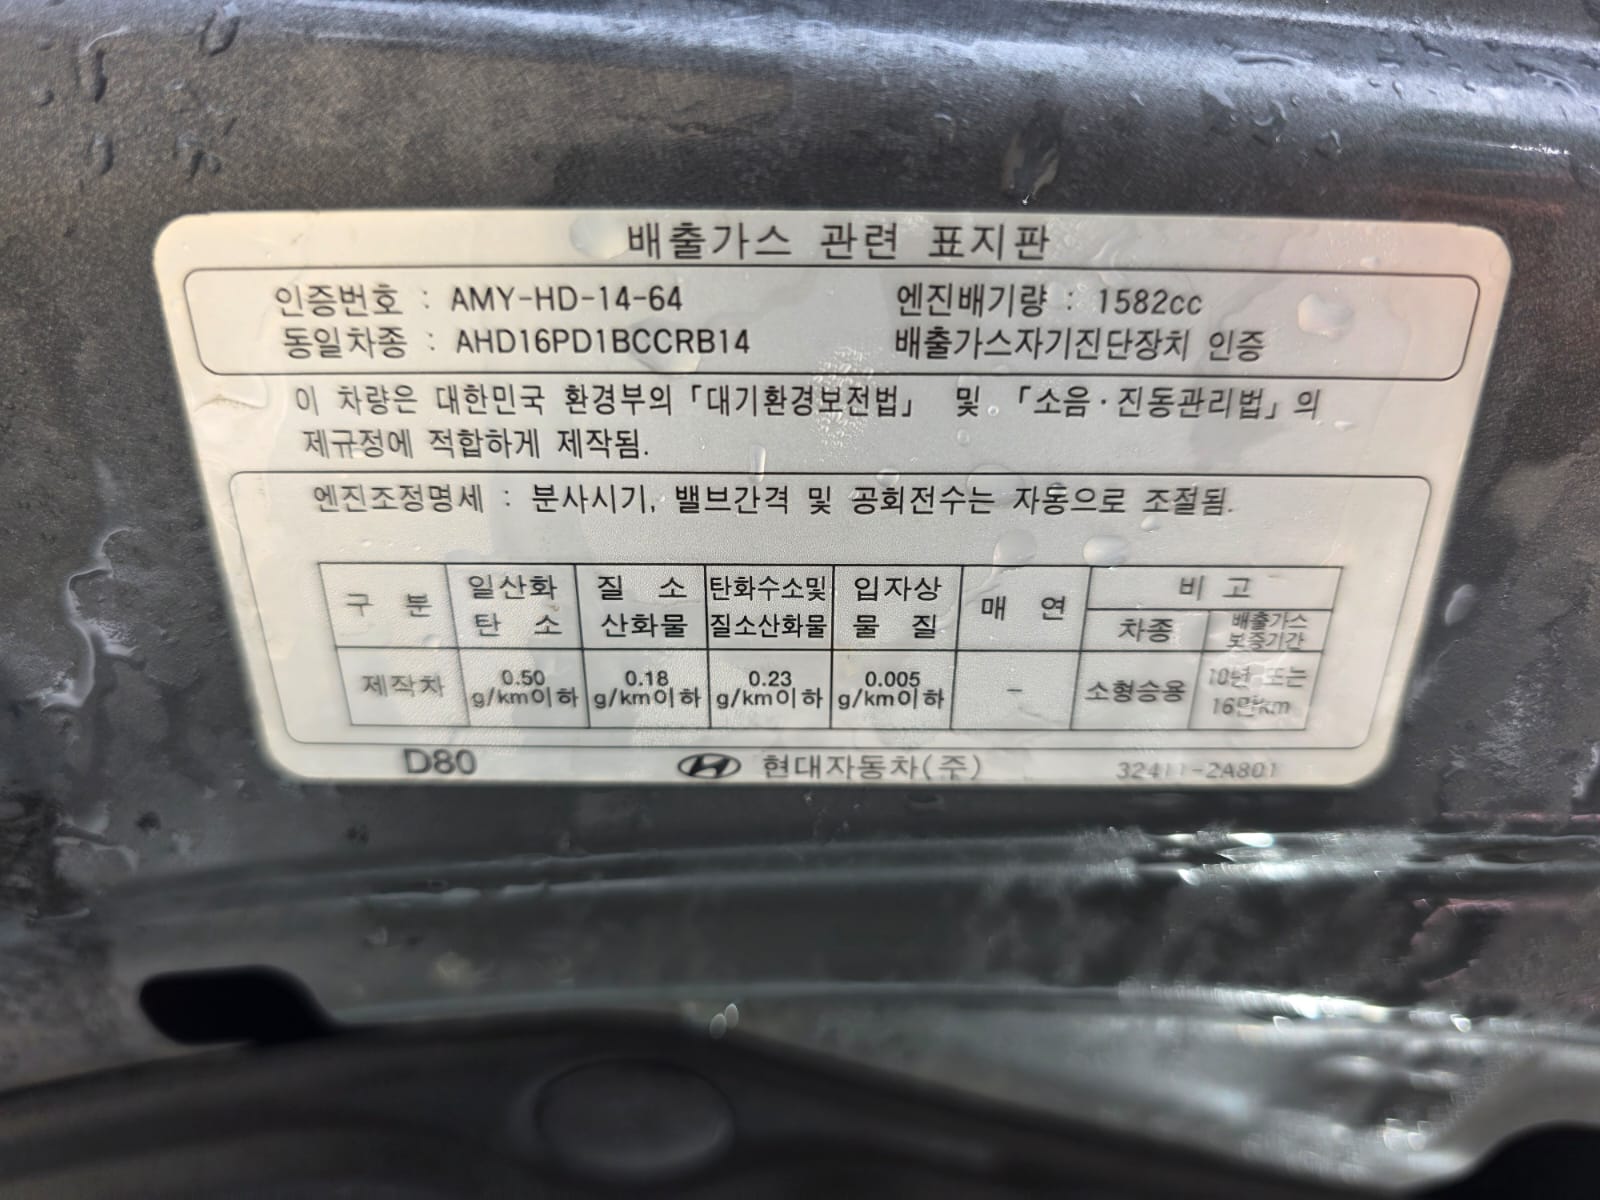 배출가스 관련 표지판
인증번호 : AMY-HD-14-64 엔진배기량 : 1582cc
동일차종 : AHD16PD1BCCRB14 배출가스자기진단장치 인증
이 차량은 대한민국 환경부의 「대기환경보전법」 및 「소음·진동관리법」의
제규정에 적합하게 제작됨.
엔진조정명세 : 분사시기, 밸브간격 및 공회전수는 자동으로 조절됨.
구 분 일산화 탄 소 질 소 산화물 탄화수소및 질소산화물 입자상 물 질 매 연 비 고
차종 배출가스 보증기간
제작차 0.50 g/km이하 0.18 g/km이하 0.23 g/km이하 0.005 g/km이하 - 소형승용 10년 또는 16만km
D80 현대자동차(주) 32411-2A801